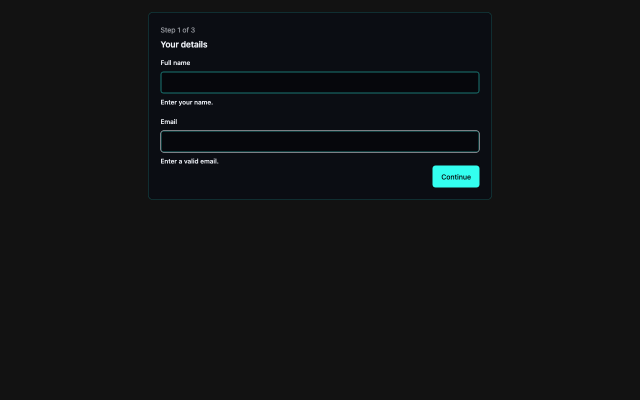 Step 1 of 3
Your details
Full name
Enter your name.
Email
Enter a valid email.
Continue